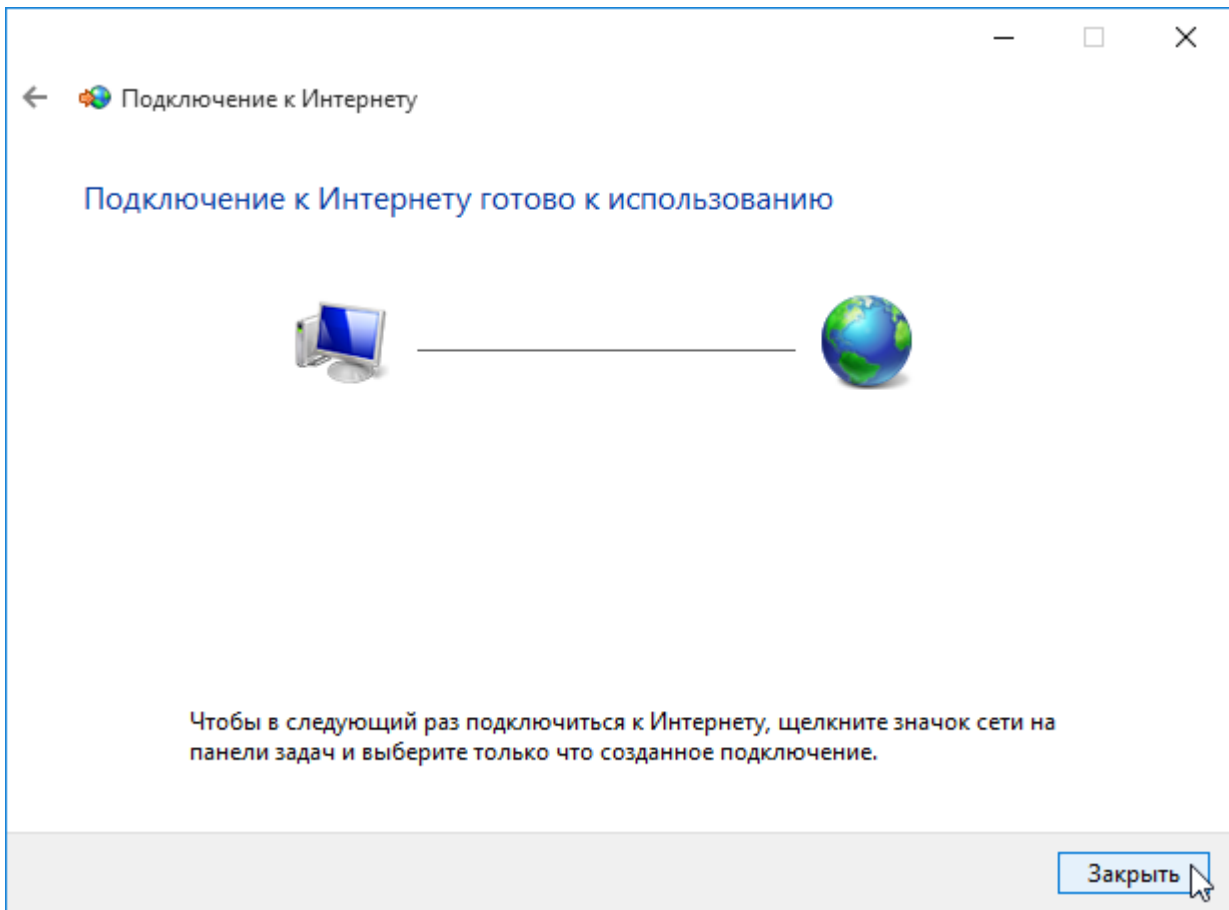 Подключение к Интернету
Подключение к Интернету готово к использованию
Чтобы в следующий раз подключиться к Интернету, щелкните значок сети на
панели задач и выберите только что созданное подключение.
Закрыть